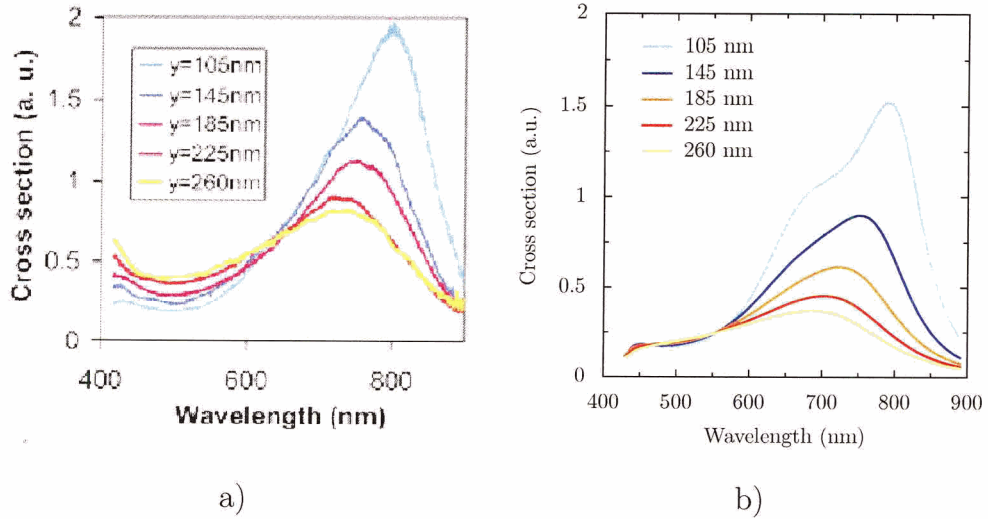 2
1.5
1
0.5
0
400
600
800
Cross section (a. u.)
Wavelength (nm)
y=105nm
y=145nm
y=185nm
y=225nm
y=260nm
a)
2
1.5
1
0.5
0
400
500
600
700
800
900
Cross section (a.u.)
Wavelength (nm)
105 nm
145 nm
185 nm
225 nm
260 nm
b)